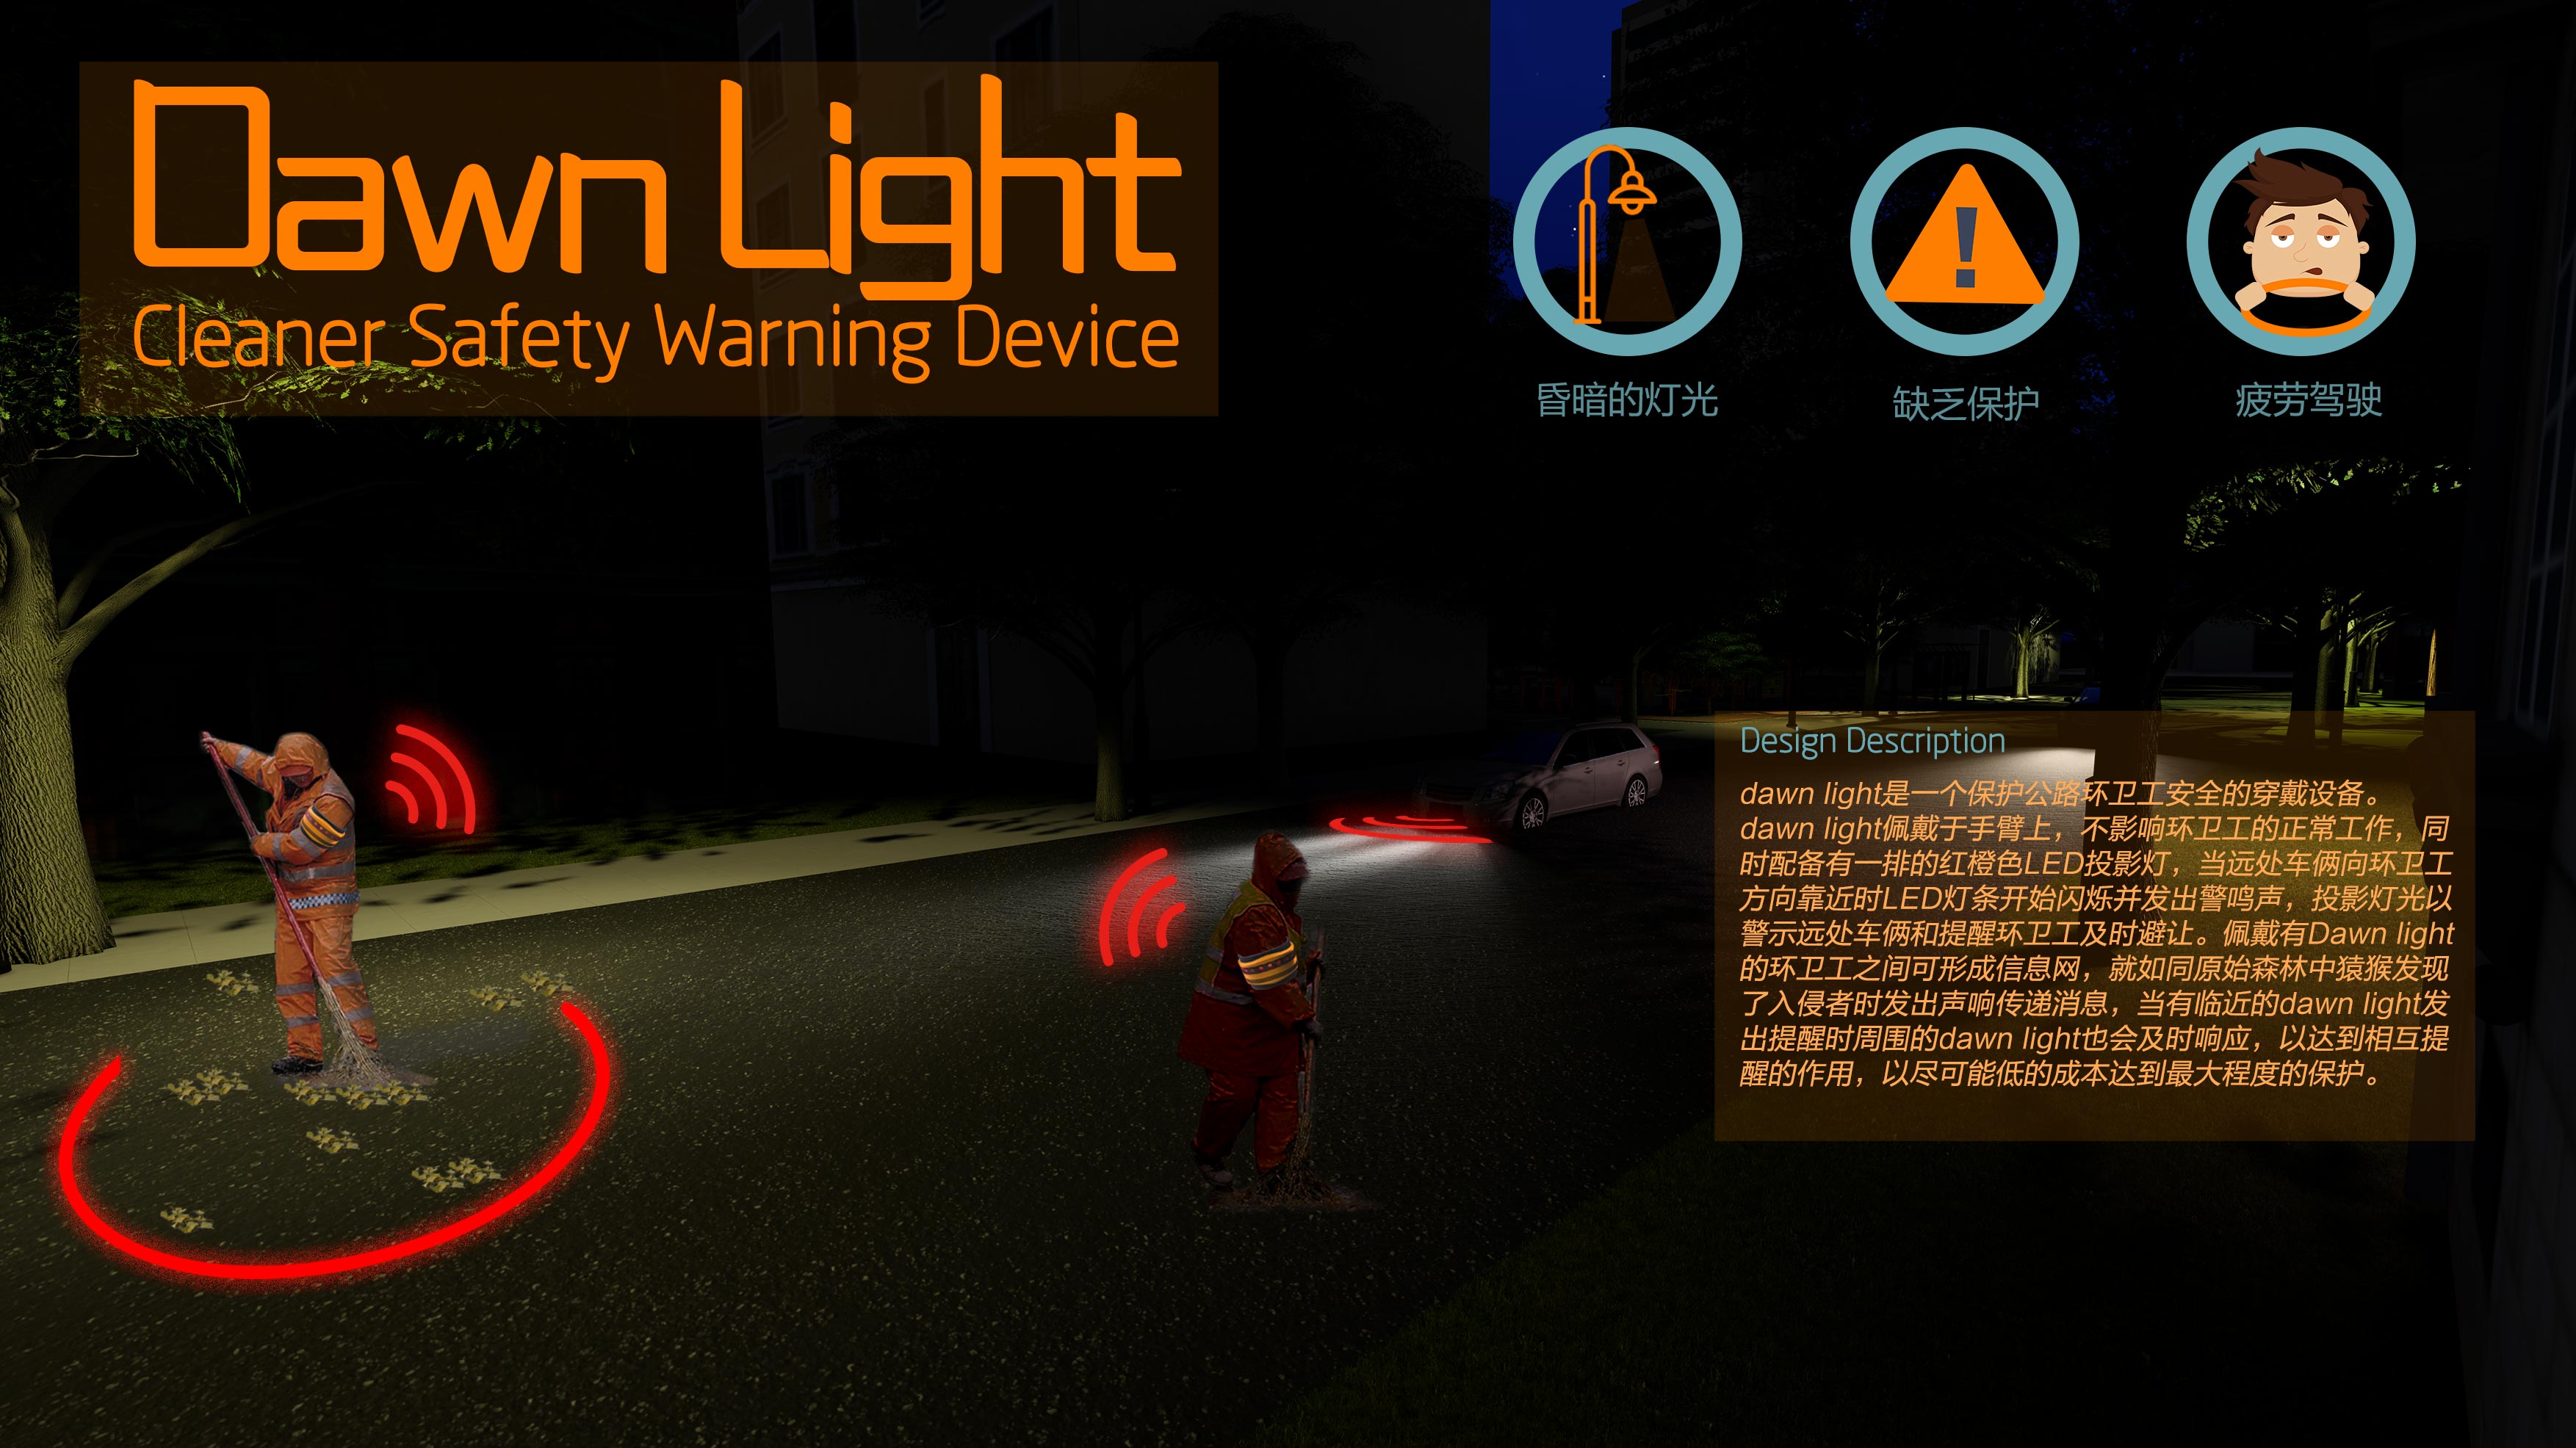 Dawn Light
Cleaner Safety Warning Device
昏暗的灯光
缺乏保护
疲劳驾驶
Design Description
dawn light是一个保护公路环卫工安全的穿戴设备。
dawn light佩戴于手臂上，不影响环卫工的正常工作，同
时配备有一排的红橙色LED投影灯，当远处车俩向环卫工
方向靠近时LED灯条开始闪烁并发出警鸣声，投影灯光以
警示远处车俩和提醒环卫工及时避让。佩戴有Dawn light
的环卫工之间可形成信息网，就如同原始森林中猿猴发现
了入侵者时发出声响传递消息，当有临近的dawn light发
出提醒时周围的dawn light也会及时响应，以达到相互提
醒的作用，以尽可能低的成本达到最大程度的保护。